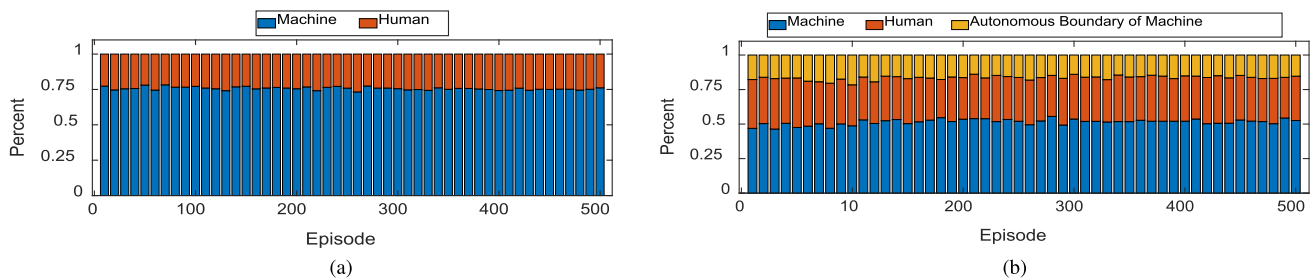 Machine Human
1
0.75
0.5
0.25
0
Percent
0 100 200 300 400 500
Episode
(a)
Machine Human Autonomous Boundary of Machine
1
0.75
0.5
0.25
0
Percent
0 10 200 300 400 500
Episode
(b)